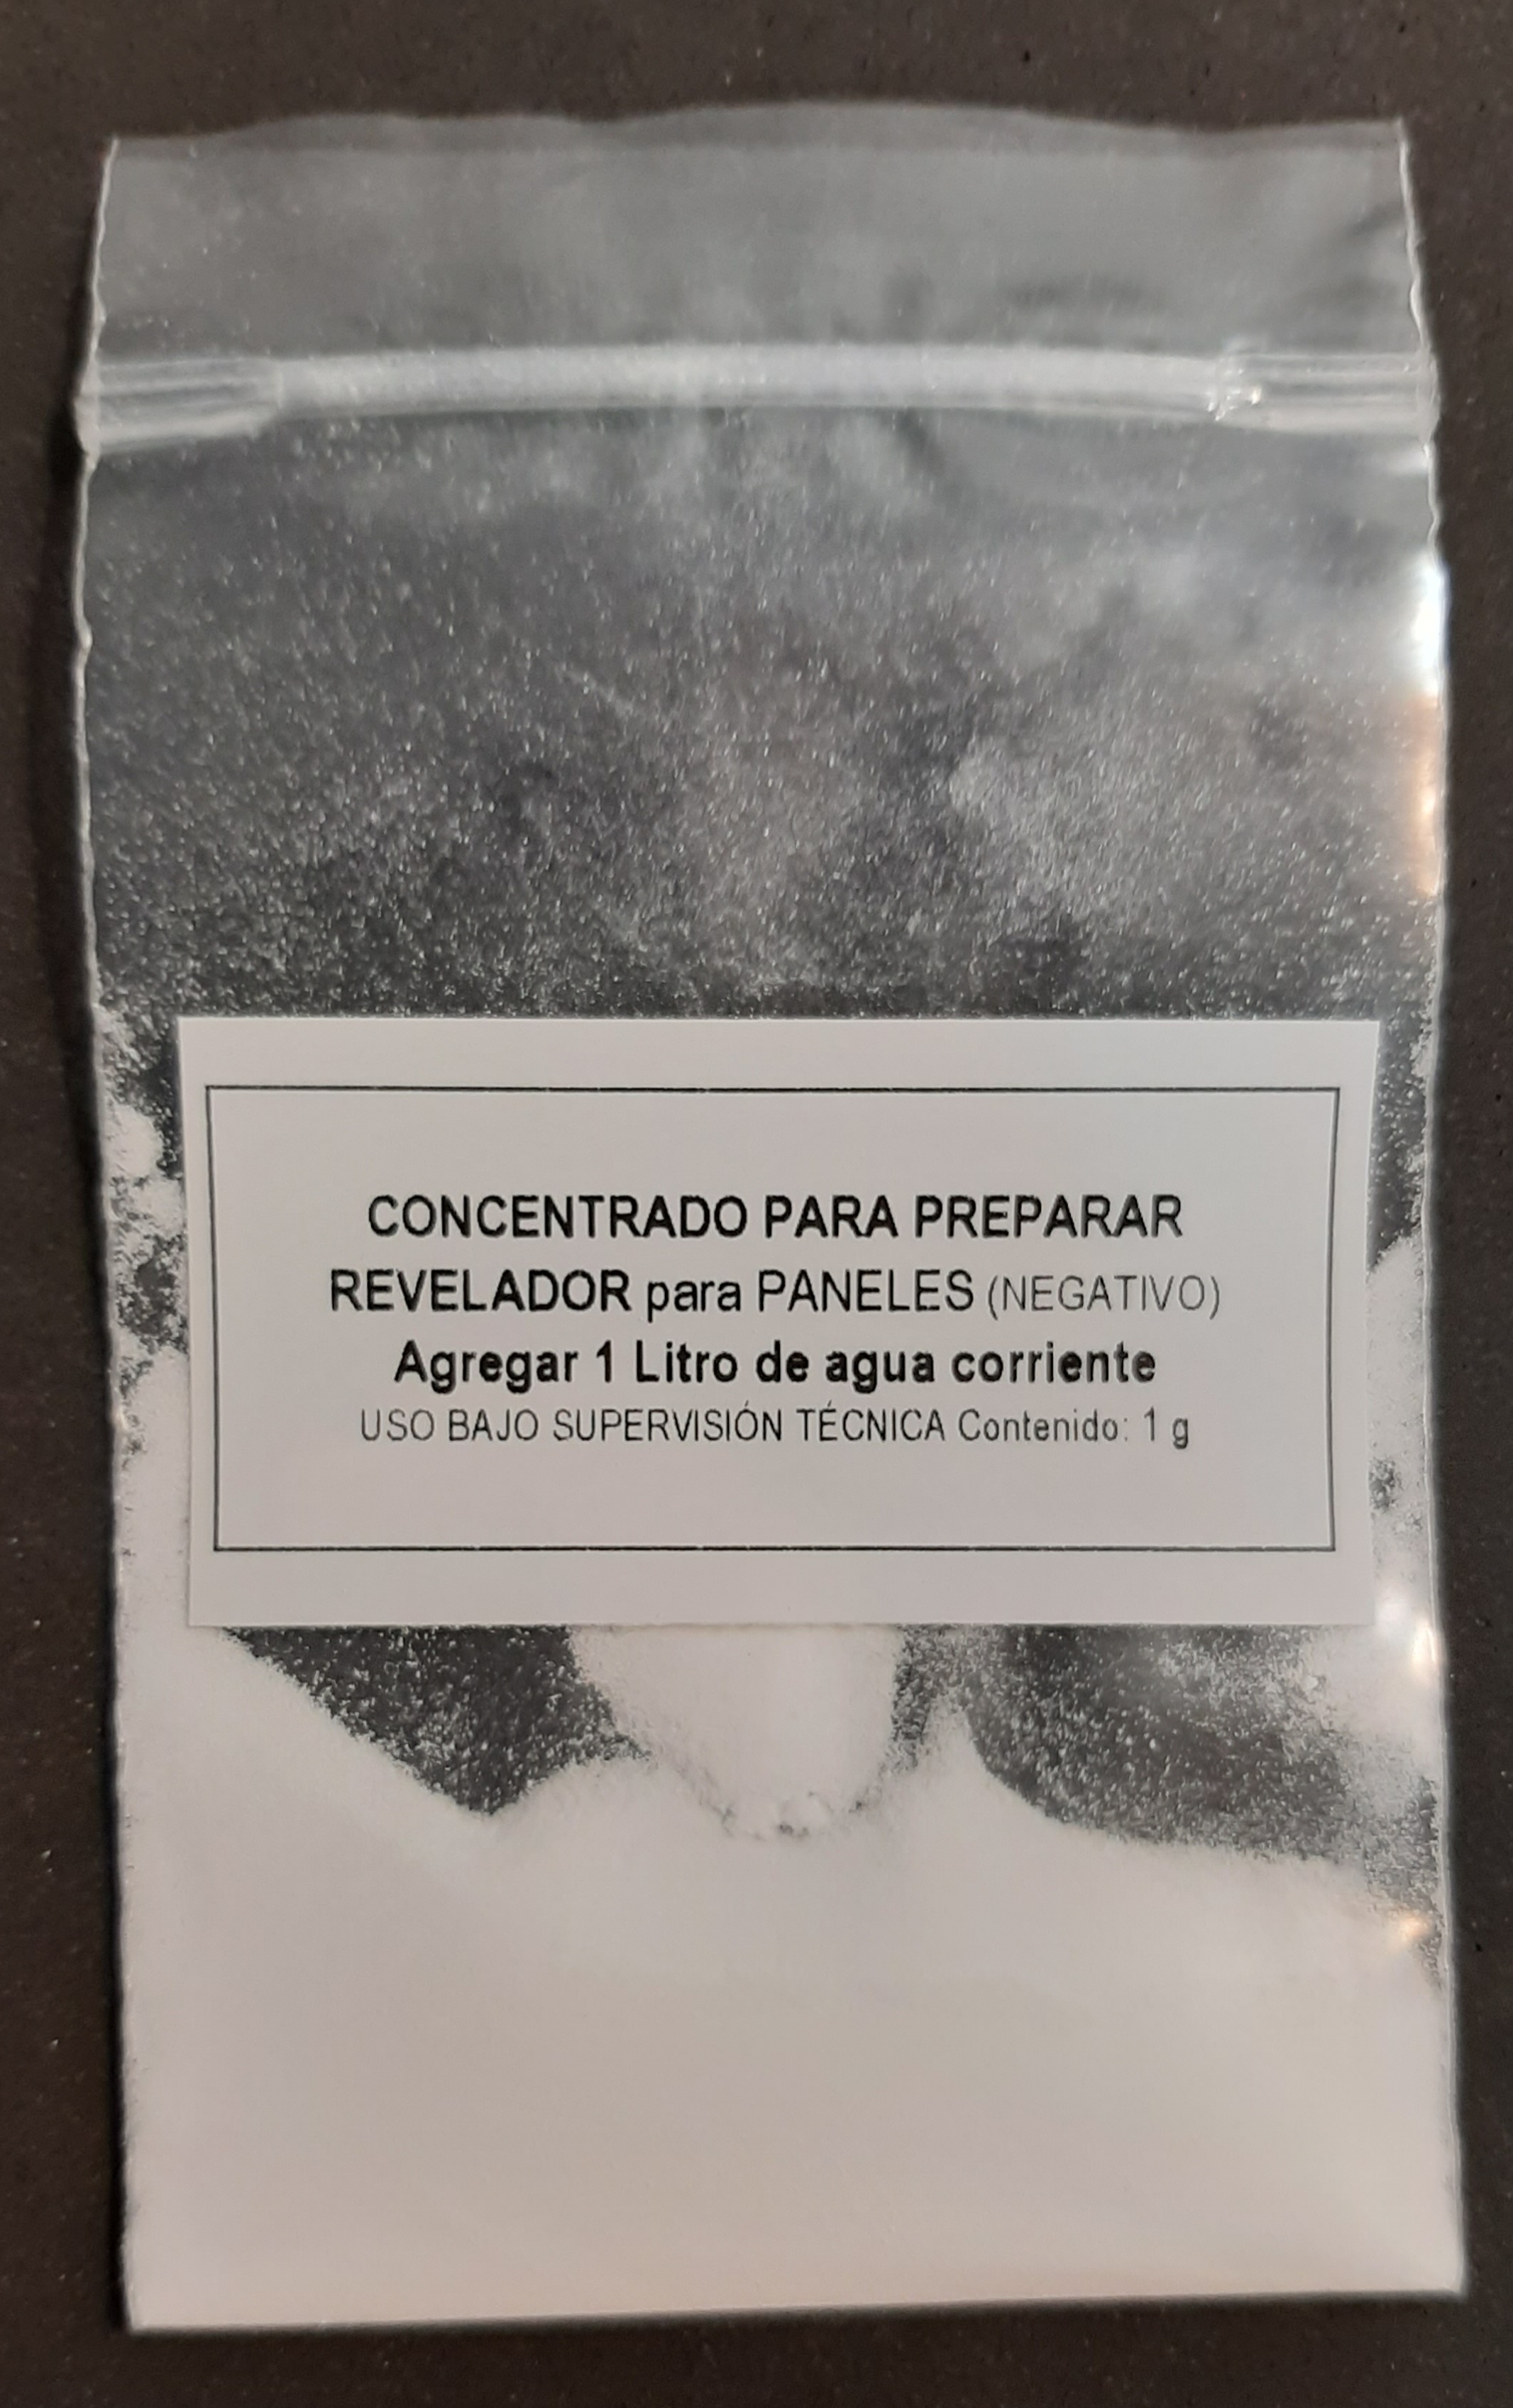 CONCENTRADO PARA PREPARAR
REVELADOR para PANELES (NEGATIVO)
Agregar 1 Litro de agua corriente
USO BAJO SUPERVISIÓN TÉCNICA Contenido: 1 g